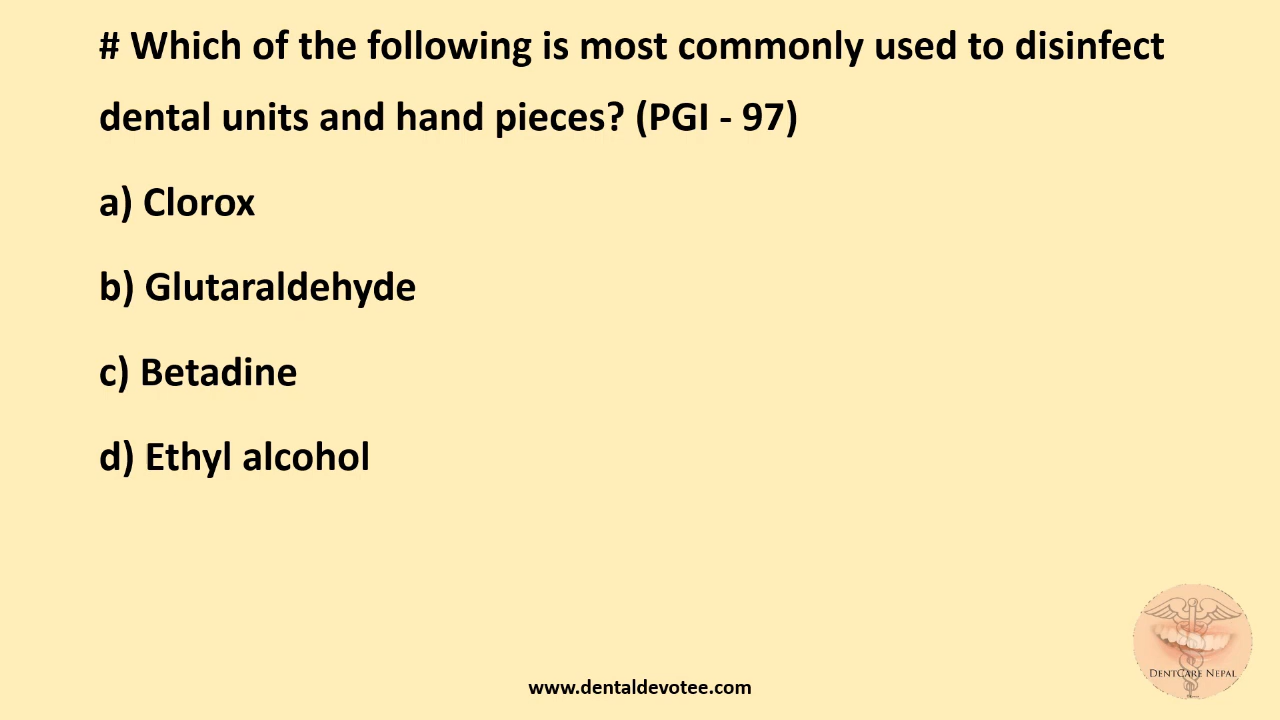 # Which of the following is most commonly used to disinfect
dental units and hand pieces? (PGI - 97)
a) Clorox
b) Glutaraldehyde
c) Betadine
d) Ethyl alcohol
DENTCARE NEPAL
www.dentaldevotee.com